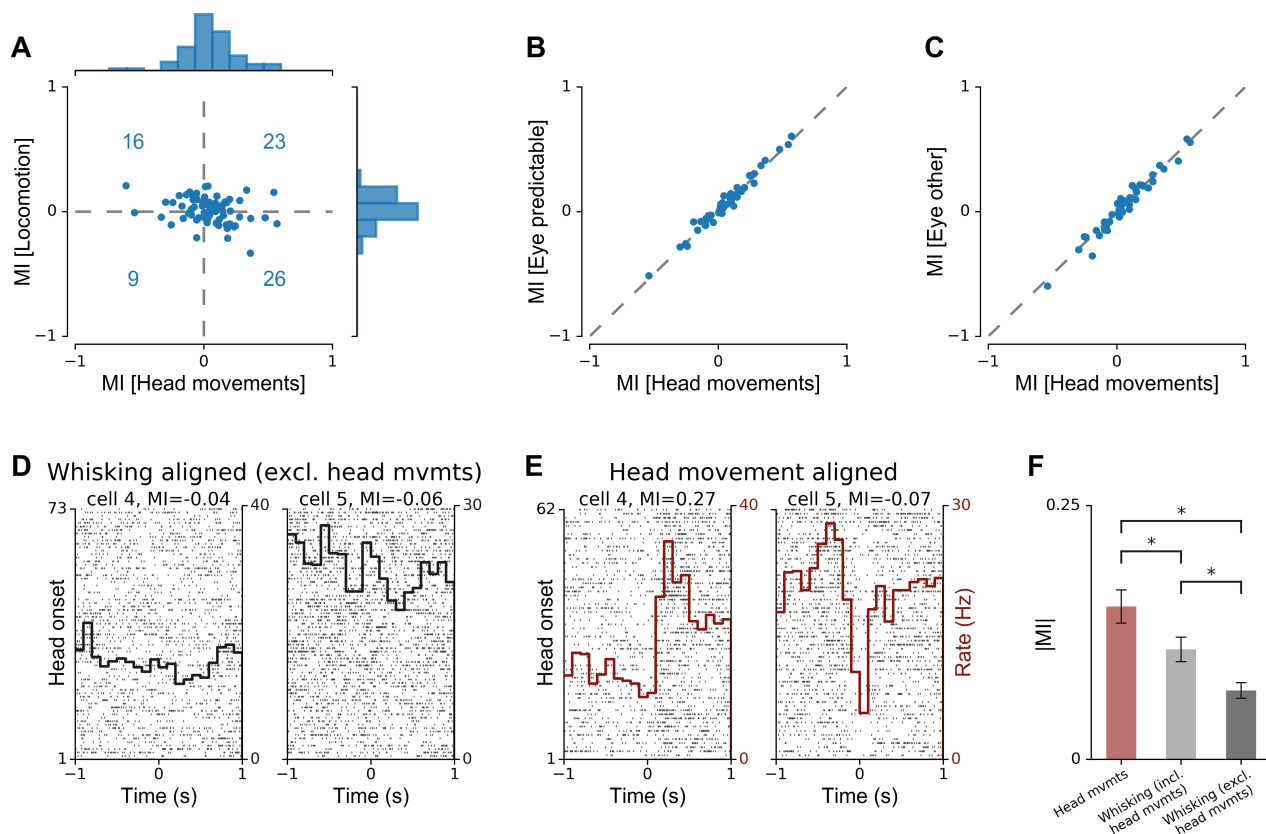 A
1
0
−1
MI [Locomotion]
16
23
9
26
−1
0
1
MI [Head movements]
B
1
0
−1
MI [Eye predictable]
−1
0
1
MI [Head movements]
C
1
0
−1
MI [Eye other]
−1
0
1
MI [Head movements]
D
Whisking aligned (excl. head mvmts)
cell 4, MI=-0.04
73
40
Head onset
1
0
−1
0
1
Time (s)
cell 5, MI=-0.06
30
0
−1
0
1
Time (s)
E
Head movement aligned
cell 4, MI=0.27
62
40
Head onset
1
0
−1
0
1
Time (s)
cell 5, MI=-0.07
30
Rate (Hz)
0
−1
0
1
Time (s)
F
0.25
|MI|
0
*
*
*
Head mvmts
Whisking (incl.
head mvmts)
Whisking (excl.
head mvmts)